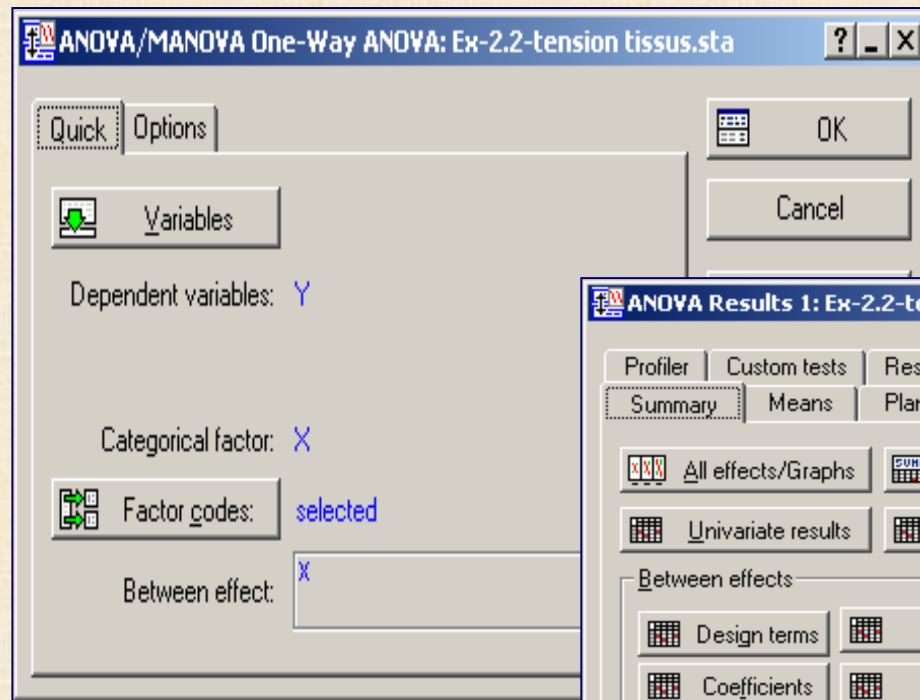 ANOVA/MANOVA One-Way ANOVA: Ex-2.2-tension tissus.sta
Quick
Options
OK
Cancel
Variables
Dependent variables: Y
Categorical factor: X
Factor codes: selected
Between effect: X
ANOVA Results 1: Ex-2.2-te
Profiler
Custom tests
Res
Summary
Means
Plan
All effects/Graphs
Univariate results
Between effects
Design terms
Coefficients